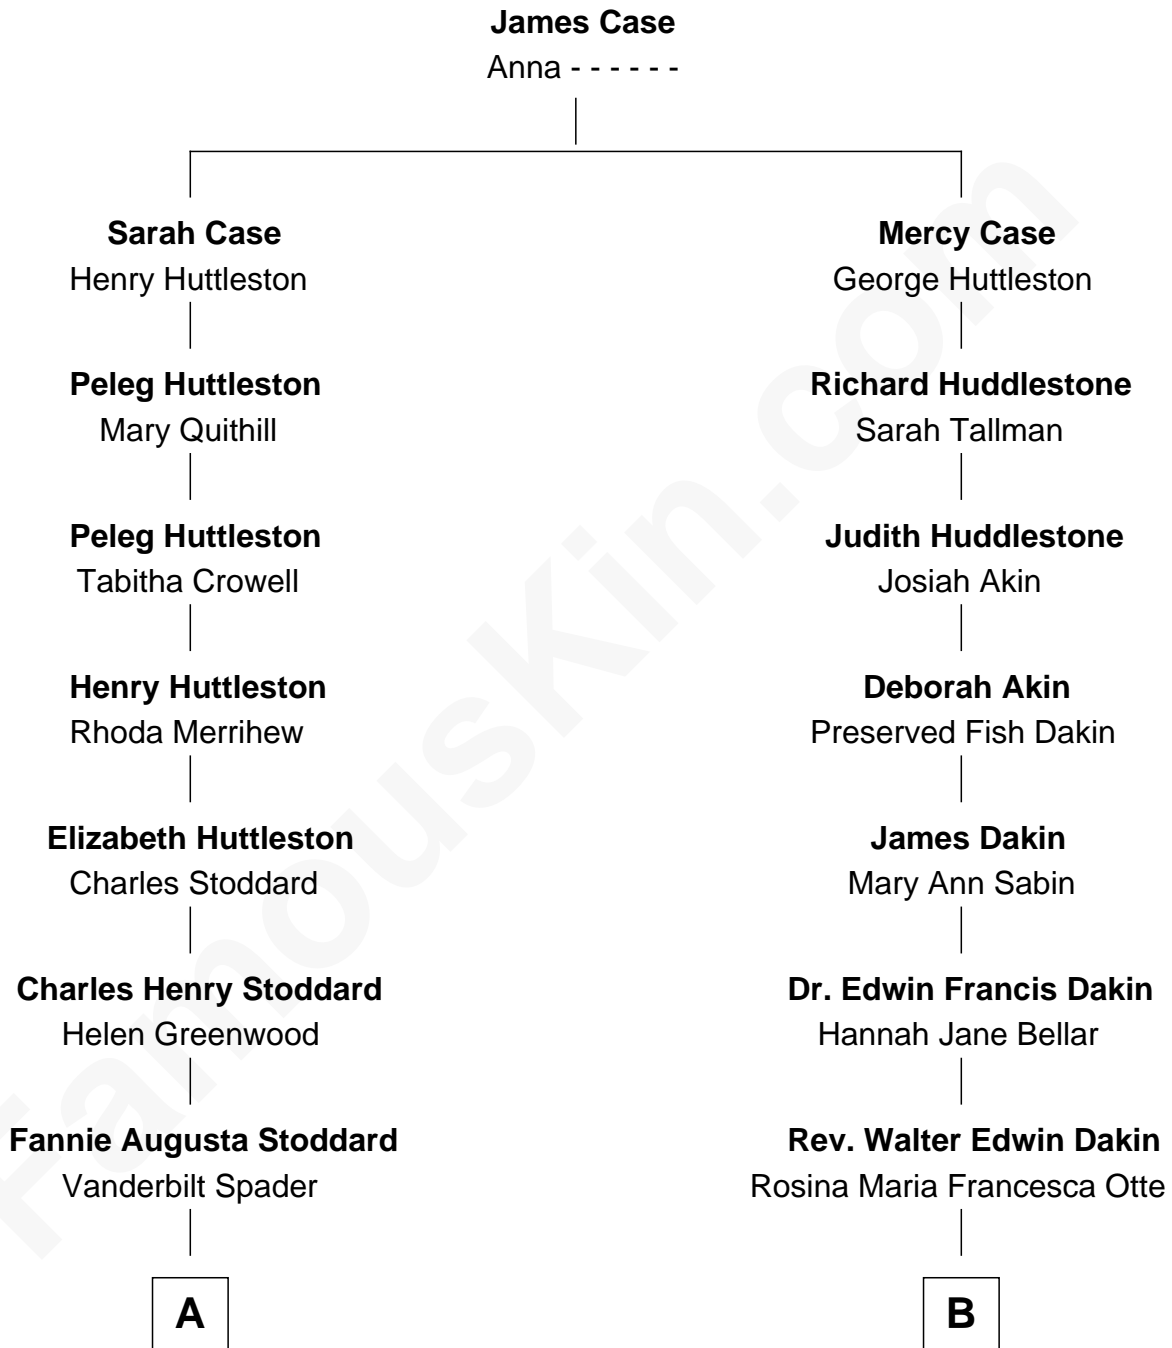 James Case
Anna - - - - - -
Sarah Case
Henry Huttleston
Mercy Case
George Huttleston
Peleg Huttleston
Mary Quithill
Richard Huddlestone
Sarah Tallman
Peleg Huttleston
Tabitha Crowell
Judith Huddlestone
Josiah Akin
Henry Huttleston
Rhoda Merrihew
Deborah Akin
Preserved Fish Dakin
Elizabeth Huttleston
Charles Stoddard
James Dakin
Mary Ann Sabin
Charles Henry Stoddard
Helen Greenwood
Dr. Edwin Francis Dakin
Hannah Jane Bellar
Fannie Augusta Stoddard
Vanderbilt Spader
Rev. Walter Edwin Dakin
Rosina Maria Francesca Otte
A
B
FamousKin.com